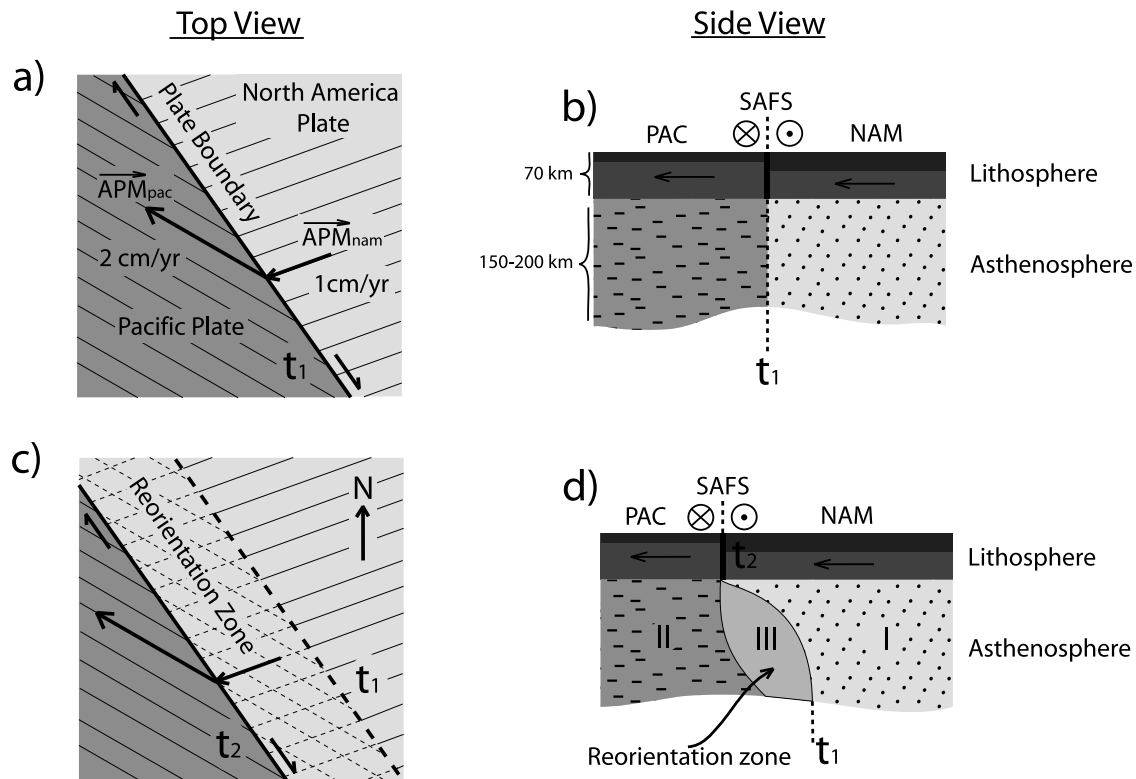 Top View
Side View
a)
North America
Plate
Plate Boundary
APMpac
APMnam
2 cm/yr
1cm/yr
Pacific Plate
t1
b)
SAFS
PAC
NAM
70 km
Lithosphere
150-200 km
Asthenosphere
t1
c)
N
Reorientation Zone
t1
t2
d)
SAFS
PAC
NAM
t2
Lithosphere
II
III
I
Asthenosphere
Reorientation zone
t1